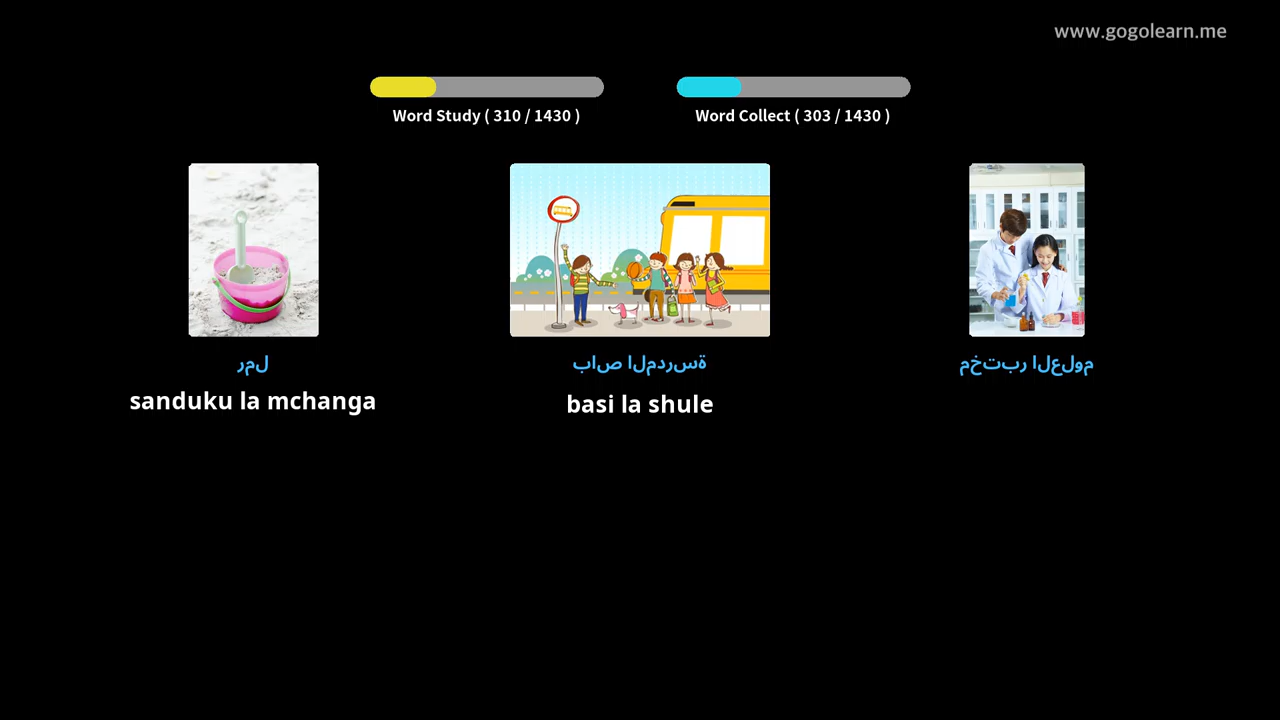 www.gogolearn.me
Word Study ( 310 / 1430 )
Word Collect ( 303 / 1430 )
رمل
باص المدرسة
مختبر العلوم
sanduku la mchanga
basi la shule